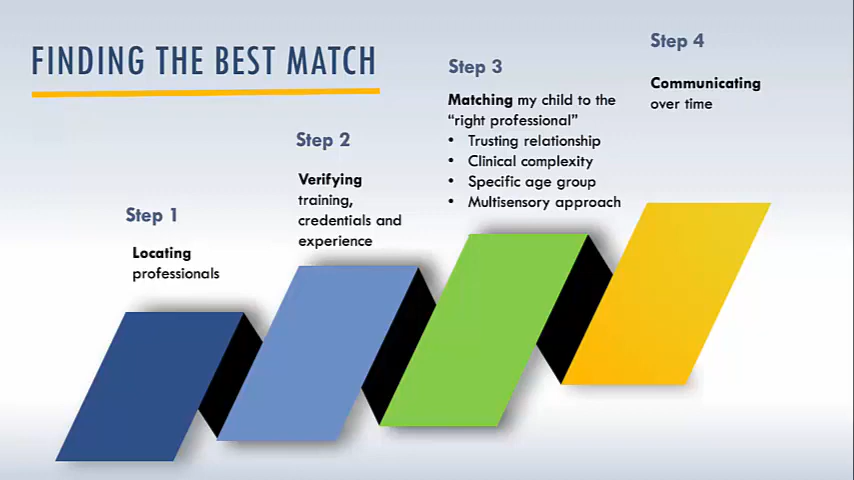 FINDING THE BEST MATCH
Step 1
Locating
professionals
Step 2
Verifying
training,
credentials and
experience
Step 3
Matching my child to the
“right professional”
• Trusting relationship
• Clinical complexity
• Specific age group
• Multisensory approach
Step 4
Communicating
over time